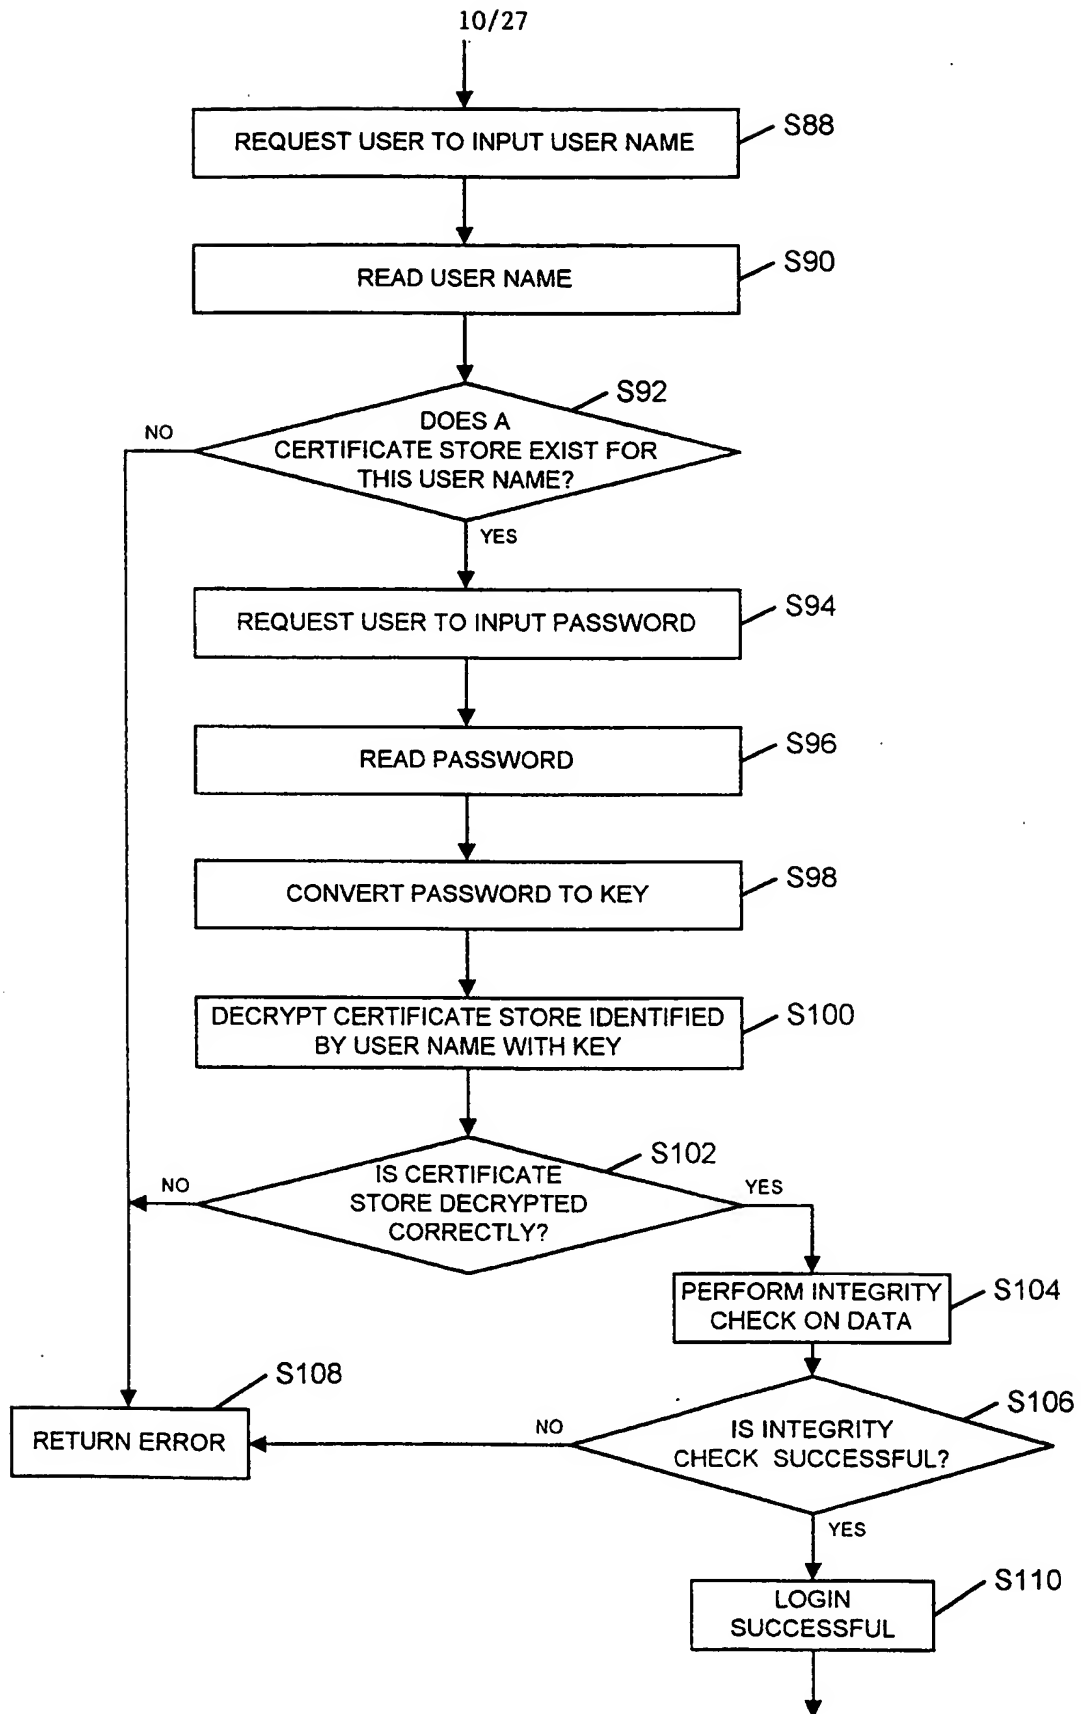 10/27
REQUEST USER TO INPUT USER NAME
S88
READ USER NAME
S90
S92
DOES A
CERTIFICATE STORE EXIST FOR
THIS USER NAME?
NO
YES
REQUEST USER TO INPUT PASSWORD
S94
READ PASSWORD
S96
CONVERT PASSWORD TO KEY
S98
DECRYPT CERTIFICATE STORE IDENTIFIED
BY USER NAME WITH KEY
S100
S102
IS CERTIFICATE
STORE DECRYPTED
CORRECTLY?
NO
YES
PERFORM INTEGRITY
CHECK ON DATA
S104
S108
RETURN ERROR
S106
IS INTEGRITY
CHECK SUCCESSFUL?
NO
YES
LOGIN
SUCCESSFUL
S110